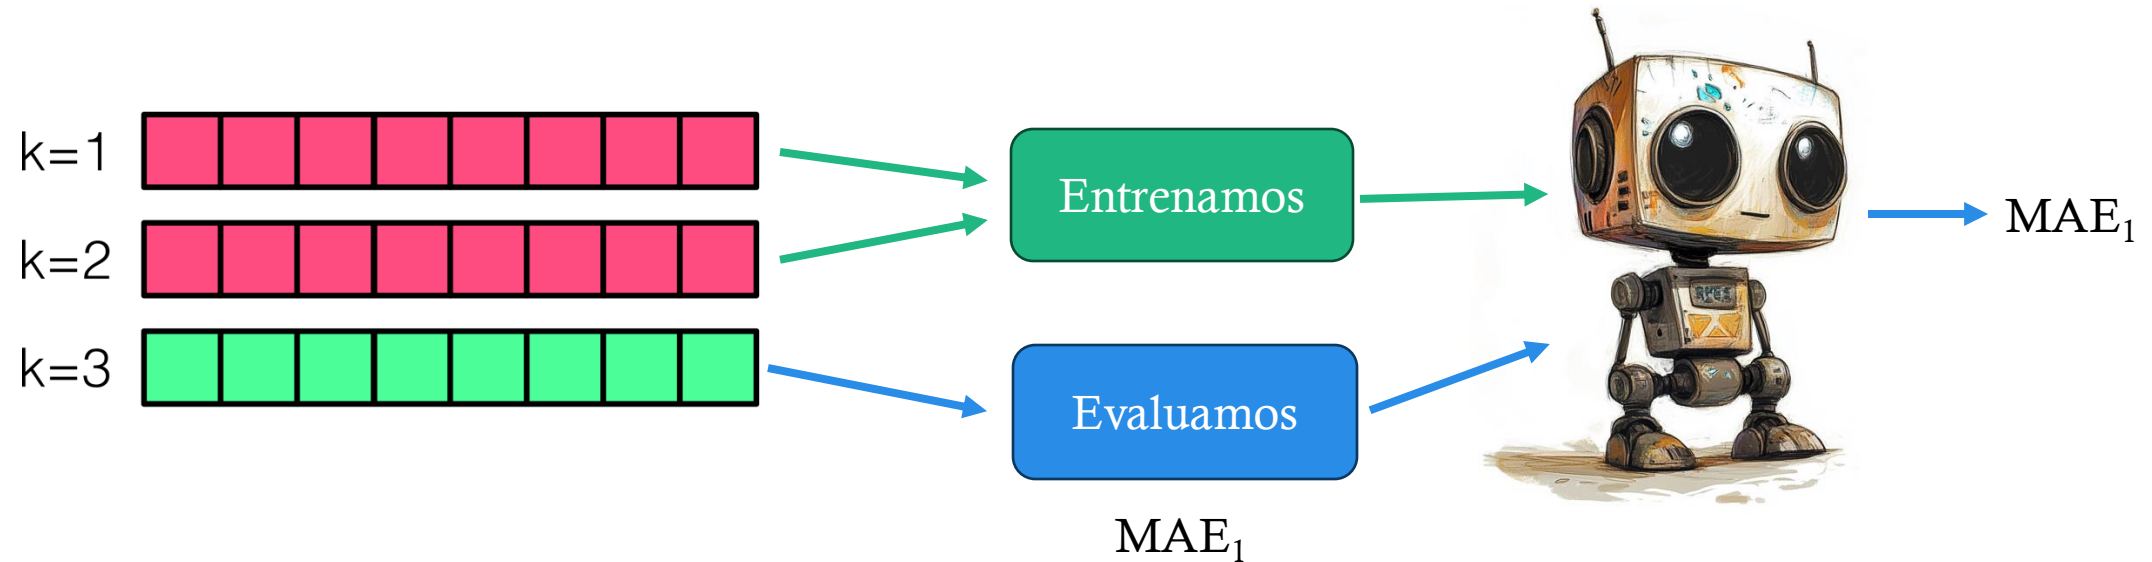 k=1
k=2
k=3
Entrenamos
Evaluamos
MAE₁
MAE₁